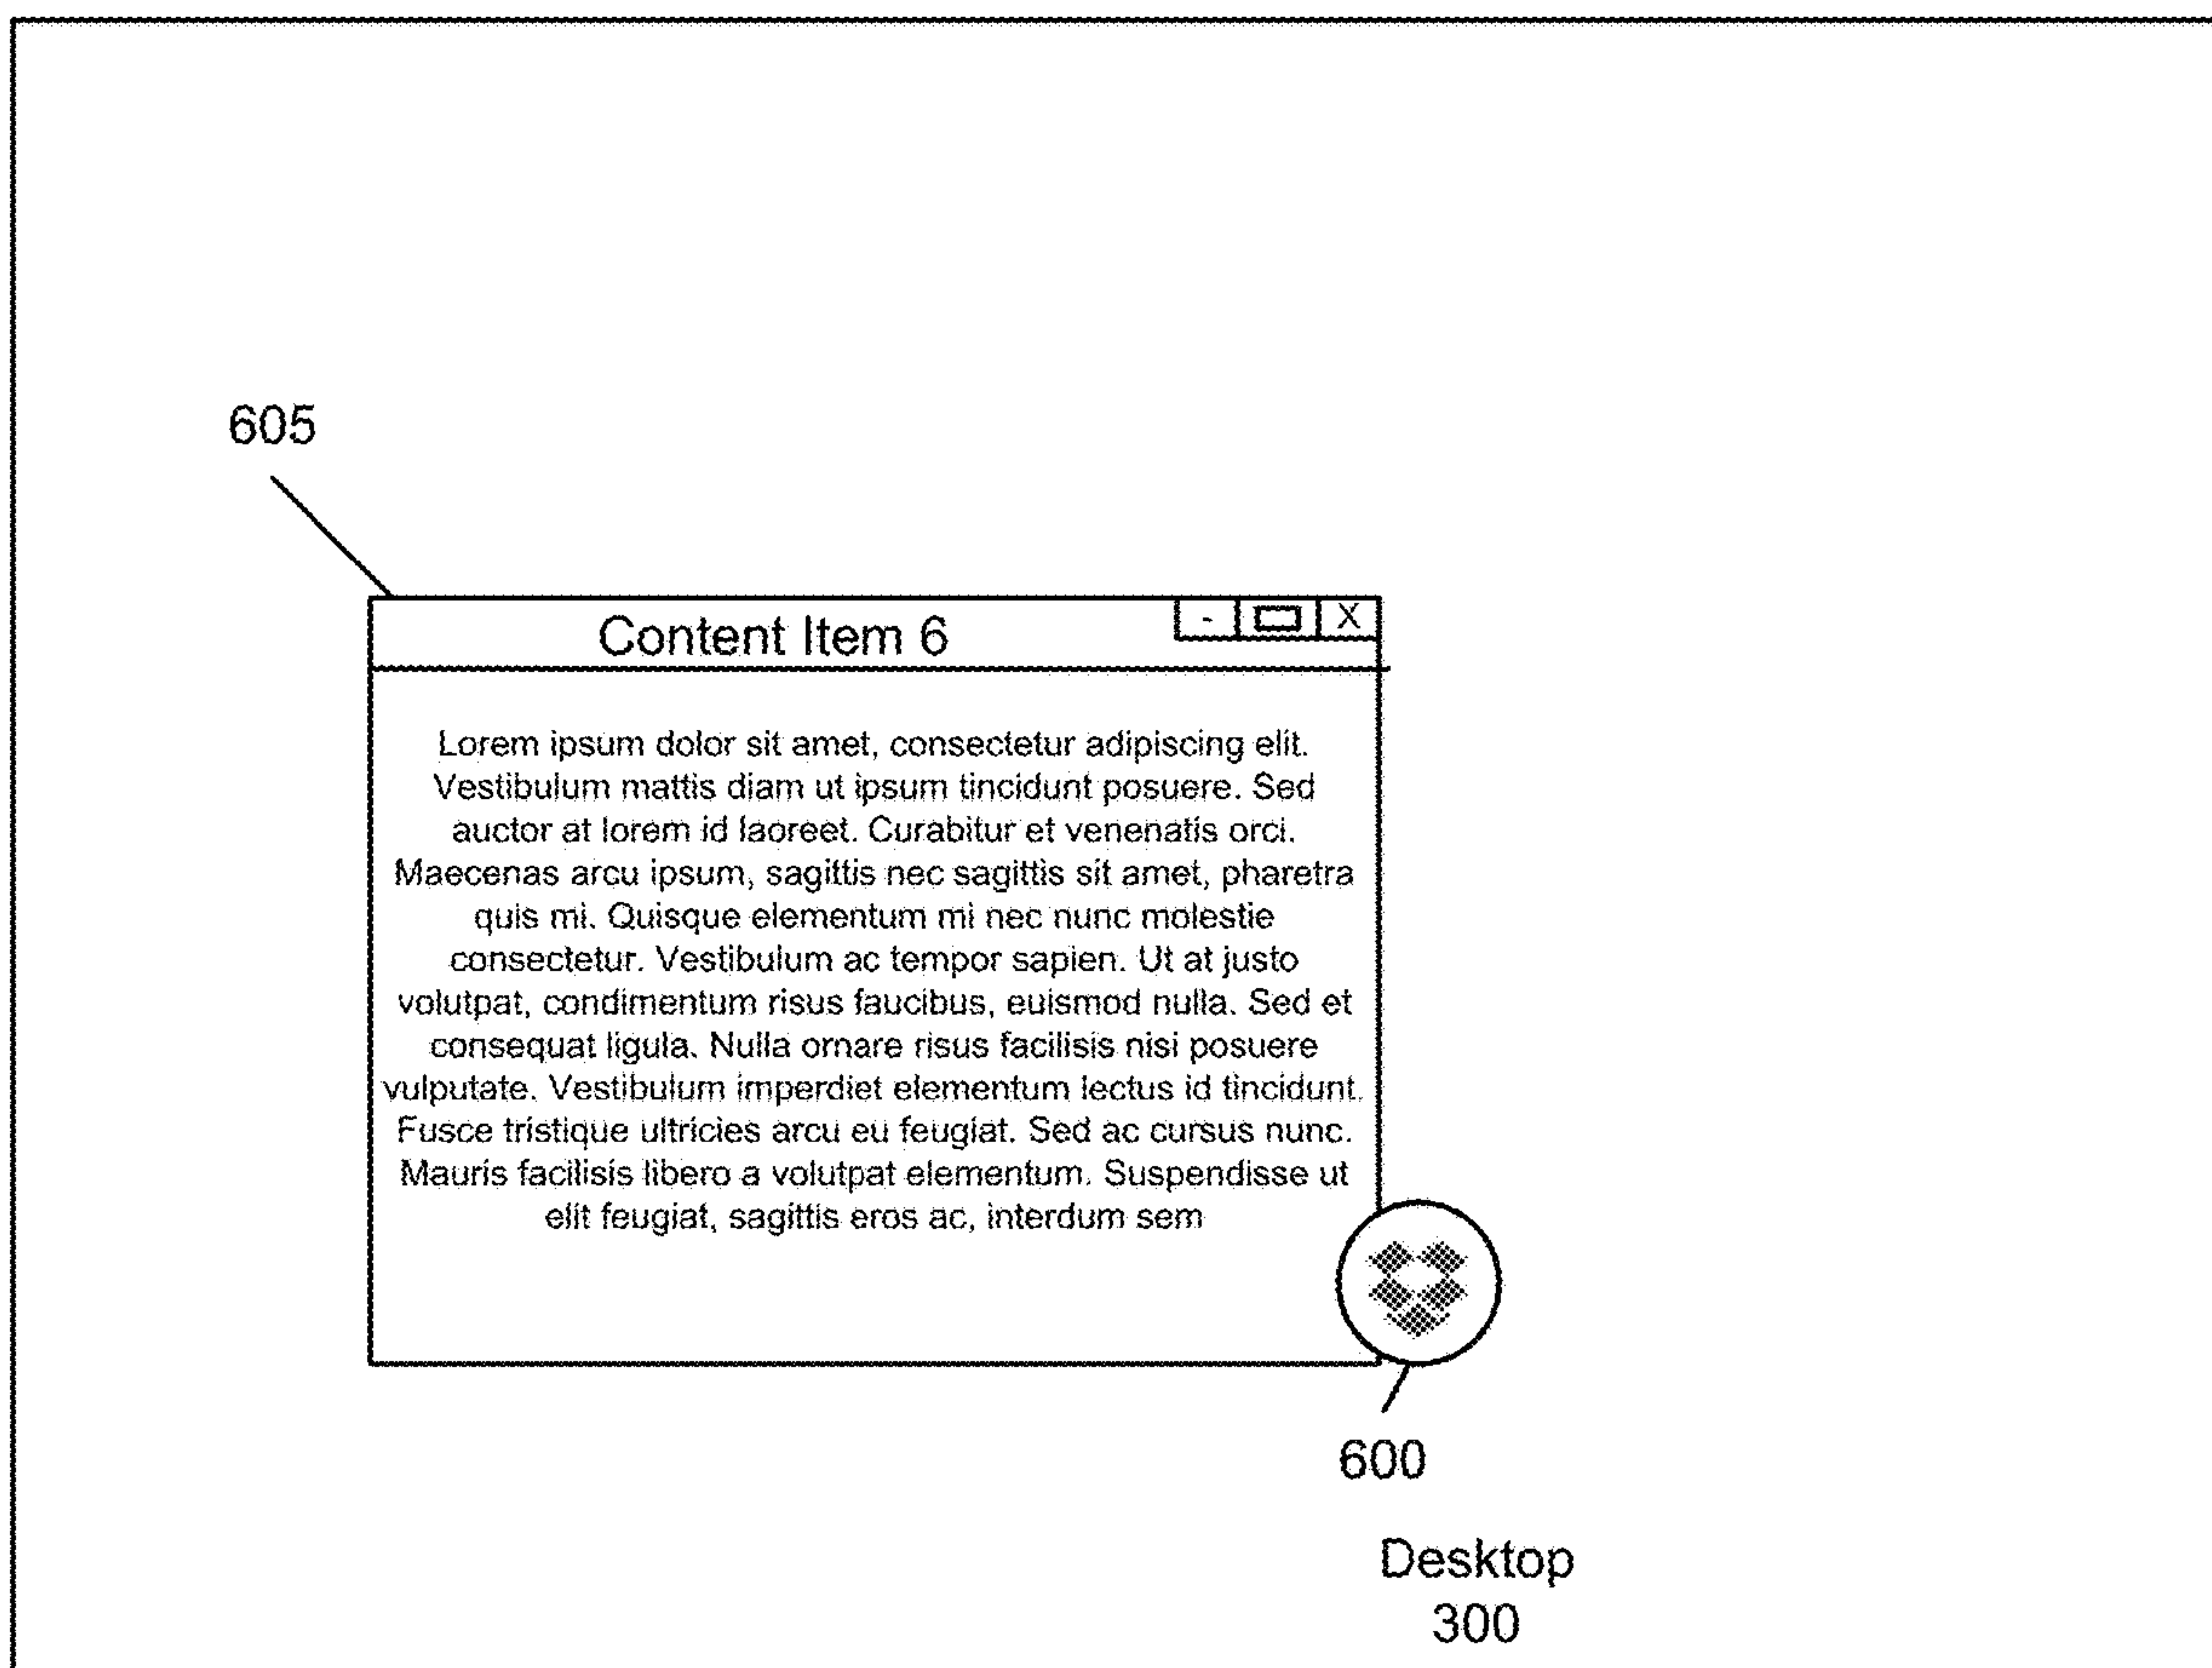 605
Content Item 6
- X
Lorem ipsum dolor sit amet, consectetur adipiscing elit.
Vestibulum mattis diam ut ipsum tincidunt posuere. Sed
auctor at lorem id laoreet. Curabitur et venenatis orci.
Maecenas arcu ipsum, sagittis nec sagittis sit amet, pharetra
quis mi. Quisque elementum mi nec nunc molestie
consectetur. Vestibulum ac tempor sapien. Ut at justo
volutpat, condimentum risus faucibus, euismod nulla. Sed et
consequat ligula. Nulla ornare risus facilisis nisi posuere
vulputate. Vestibulum imperdiet elementum lectus id tincidunt.
Fusce tristique ultricies arcu eu feugiat. Sed ac cursus nunc.
Mauris facilisis libero a volutpat elementum. Suspendisse ut
elit feugiat, sagittis eros ac, interdum sem
600
Desktop
300